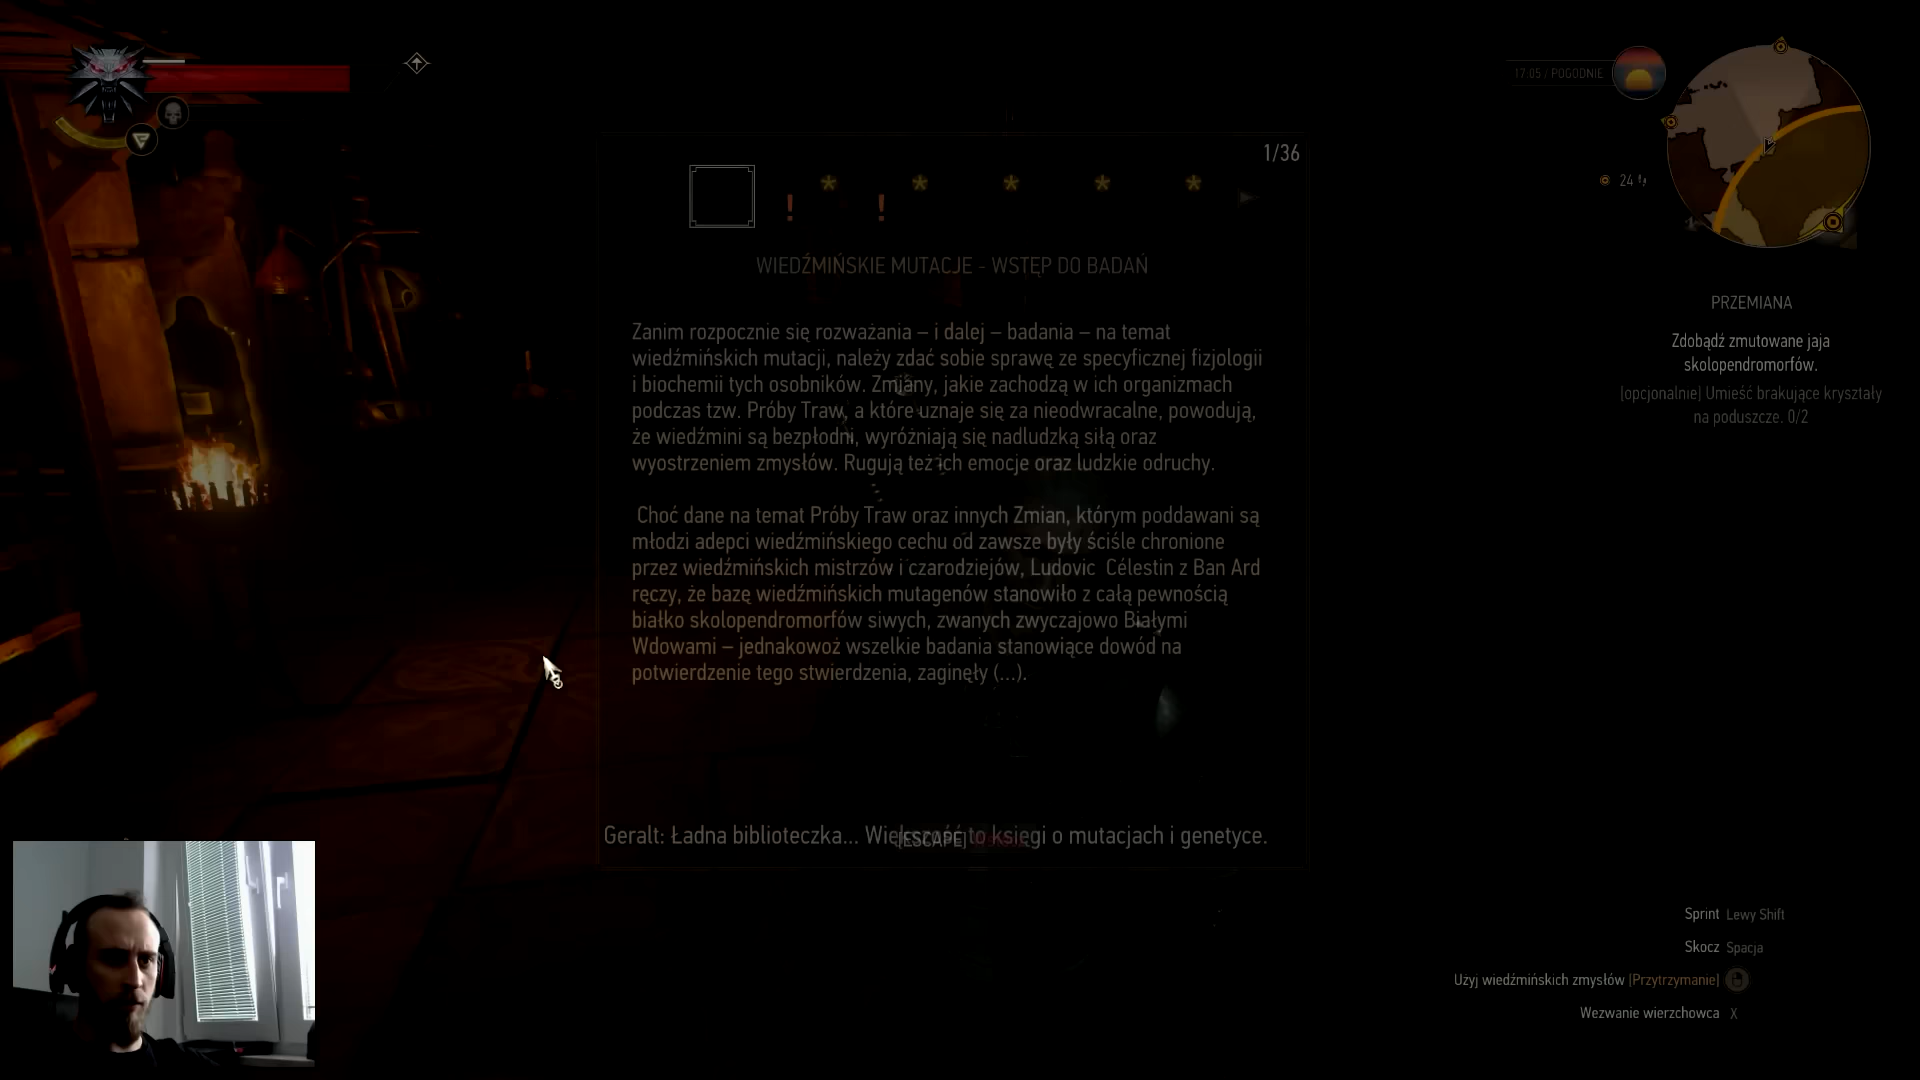 17:05 / POGODNIE
24
1/36
WIEDŹMIŃSKIE MUTACJE - WSTĘP DO BADAŃ
Zanim rozpocznie się rozważania – i dalej – badania – na temat
wiedźmińskich mutacji, należy zdać sobie sprawę ze specyficznej fizjologii
i biochemii tych osobników. Zmiany, jakie zachodzą w ich organizmach
podczas tzw. Próby Traw, a które uznaje się za nieodwracalne, powodują,
że wiedźmini są bezpłodni, wyróżniają się nadludzką siłą oraz
wyostrzeniem zmysłów. Rugują też ich emocje oraz ludzkie odruchy.
Choć dane na temat Próby Traw oraz innych Zmian, którym poddawani są
młodzi adepci wiedźmińskiego cechu od zawsze były ściśle chronione
przez wiedźmińskich mistrzów i czarodziejów, Ludovic Célestin z Ban Ard
ręczy, że bazę wiedźmińskich mutagenów stanowiło z całą pewnością
białko skolopendromorfów siwych, zwanych zwyczajowo Białymi
Wdowami – jednakowoż wszelkie badania stanowiące dowód na
potwierdzenie tego stwierdzenia, zaginęły (...).
Geralt: Ładna biblioteczka... Większość to księgi o mutacjach i genetyce.
[ESCAPE]
PRZEMIANA
Zdobądź zmutowane jaja
skolopendromorfów.
[opcjonalnie] Umieść brakujące kryształy
na poduszce. 0/2
Sprint Lewy Shift
Skocz Spacja
Użyj wiedźmińskich zmysłów [Przytrzymanie]
Wezwanie wierzchowca X